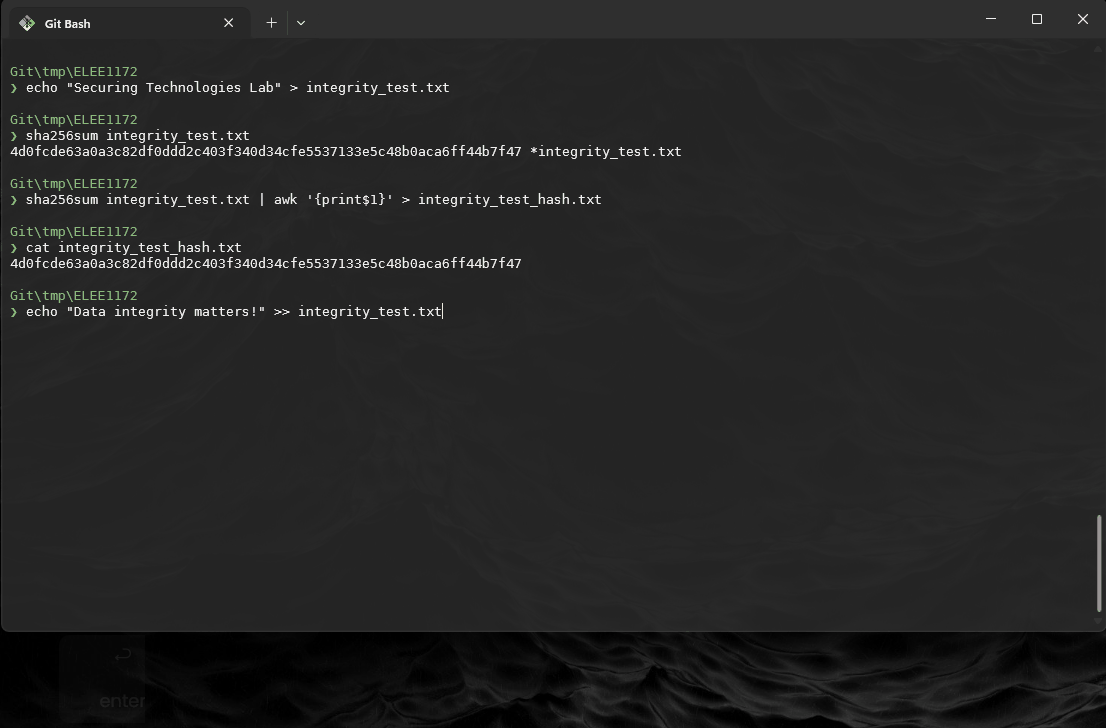 Git Bash
Git\tmp\ELEE1172
❯ echo "Securing Technologies Lab" > integrity_test.txt
Git\tmp\ELEE1172
❯ sha256sum integrity_test.txt
4d0fcde63a0a3c82df0ddd2c403f340d34cfe5537133e5c48b0aca6ff44b7f47 *integrity_test.txt
Git\tmp\ELEE1172
❯ sha256sum integrity_test.txt | awk '{print$1}' > integrity_test_hash.txt
Git\tmp\ELEE1172
❯ cat integrity_test_hash.txt
4d0fcde63a0a3c82df0ddd2c403f340d34cfe5537133e5c48b0aca6ff44b7f47
Git\tmp\ELEE1172
❯ echo "Data integrity matters!" >> integrity_test.txt
enter